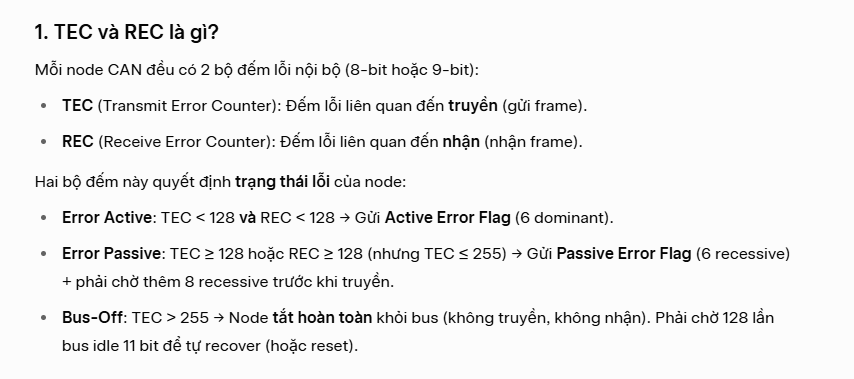 1. TEC và REC là gì?
Mỗi node CAN đều có 2 bộ đếm lỗi nội bộ (8-bit hoặc 9-bit):
• TEC (Transmit Error Counter): Đếm lỗi liên quan đến truyền (gửi frame).
• REC (Receive Error Counter): Đếm lỗi liên quan đến nhận (nhận frame).
Hai bộ đếm này quyết định trạng thái lỗi của node:
• Error Active: TEC < 128 và REC < 128 → Gửi Active Error Flag (6 dominant).
• Error Passive: TEC ≥ 128 hoặc REC ≥ 128 (nhưng TEC ≤ 255) → Gửi Passive Error Flag (6 recessive)
+ phải chờ thêm 8 recessive trước khi truyền.
• Bus-Off: TEC > 255 → Node tắt hoàn toàn khỏi bus (không truyền, không nhận). Phải chờ 128 lần
bus idle 11 bit để tự recover (hoặc reset).